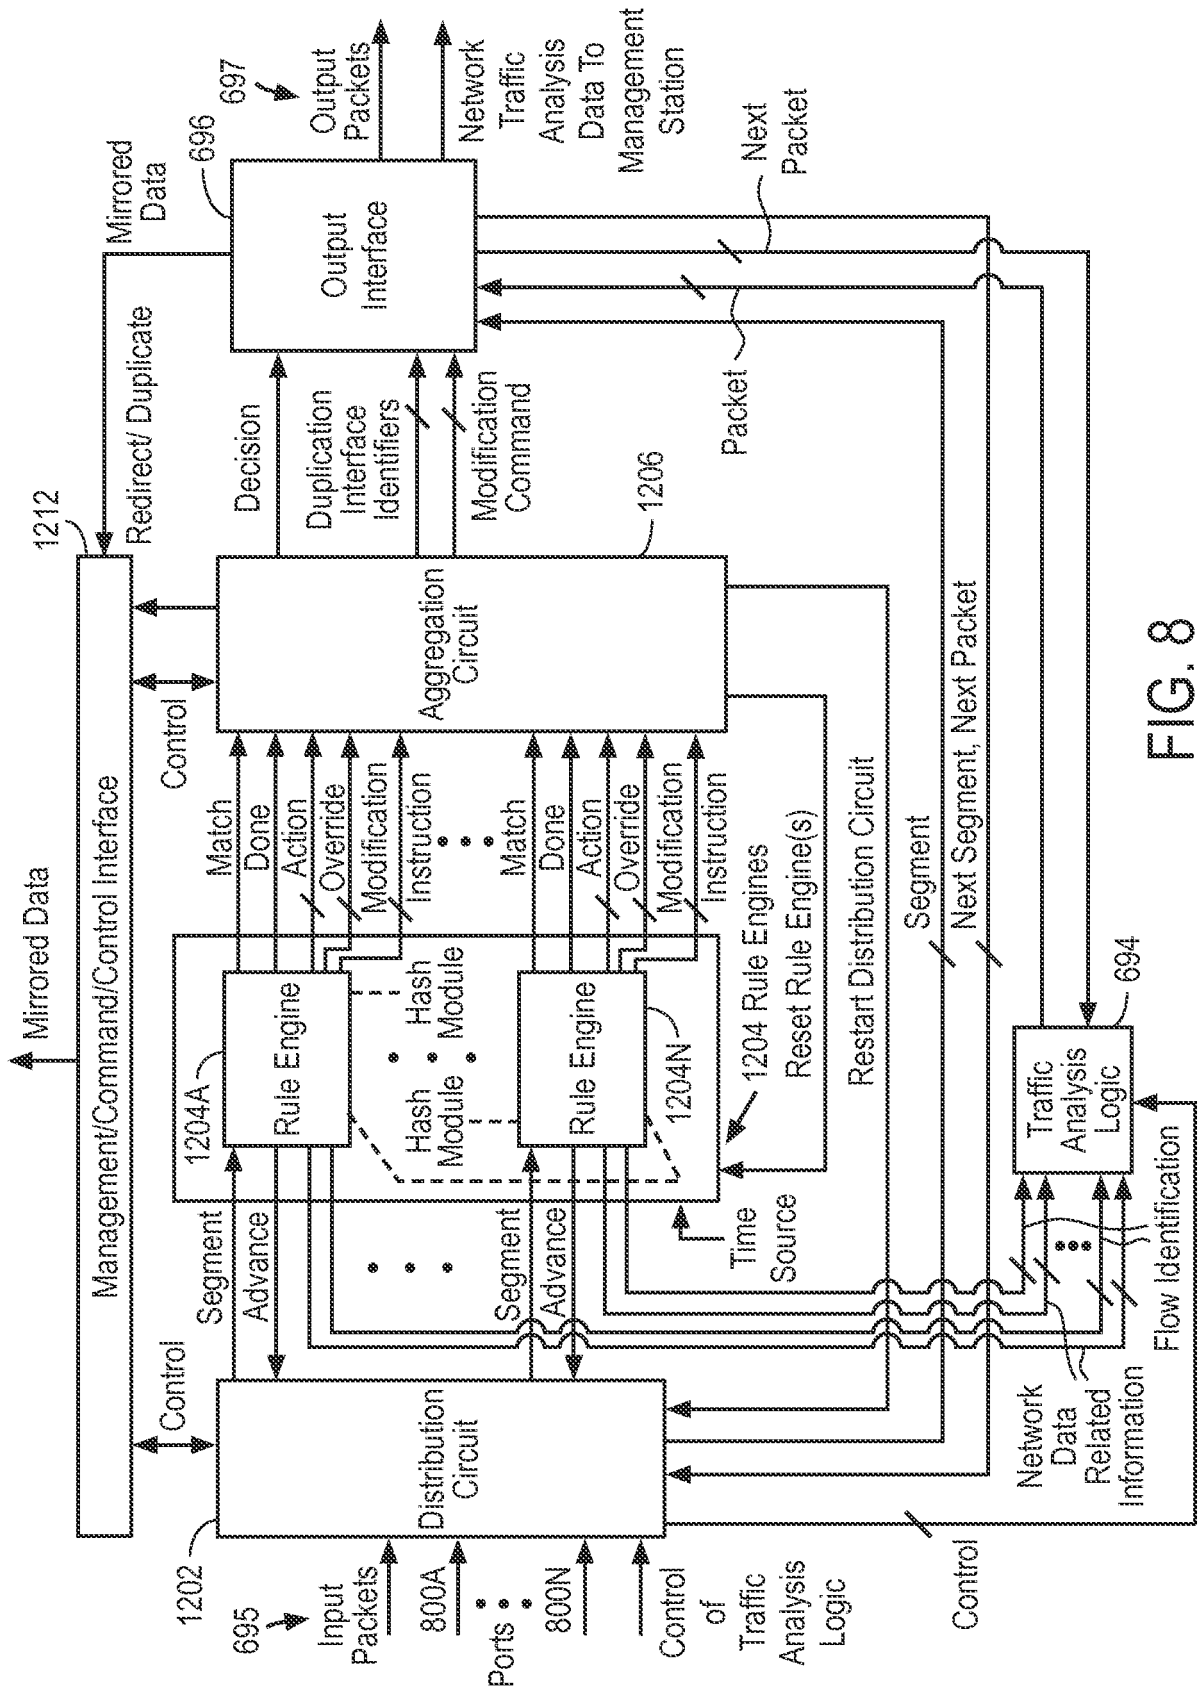 Mirrored Data
1212
Management/Command/Control Interface
Redirect/ Duplicate
Mirrored
Data
Control
Control
1202
Distribution
Circuit
695
Input
Packets
800A
Ports
800N
Control
of
Traffic
Analysis
Logic
Segment
Advance
Segment
Advance
1204A
Rule Engine
Hash
Module
Hash
Module
Rule Engine
1204N
Time
Source
1204 Rule Engines
Reset Rule Engine(s)
Restart Distribution Circuit
Match
Done
Action
Override
Modification
Instruction
Match
Done
Action
Override
Modification
Instruction
Aggregation
Circuit
1206
Decision
Duplication
Interface
Identifiers
Modification
Command
696
Output
Interface
697
Output
Packets
Network
Traffic
Analysis
Data To
Management
Station
Next
Packet
Packet
Segment
Next Segment, Next Packet
694
Traffic
Analysis
Logic
Flow Identification
Network
Data
Related
Information
Control
FIG. 8